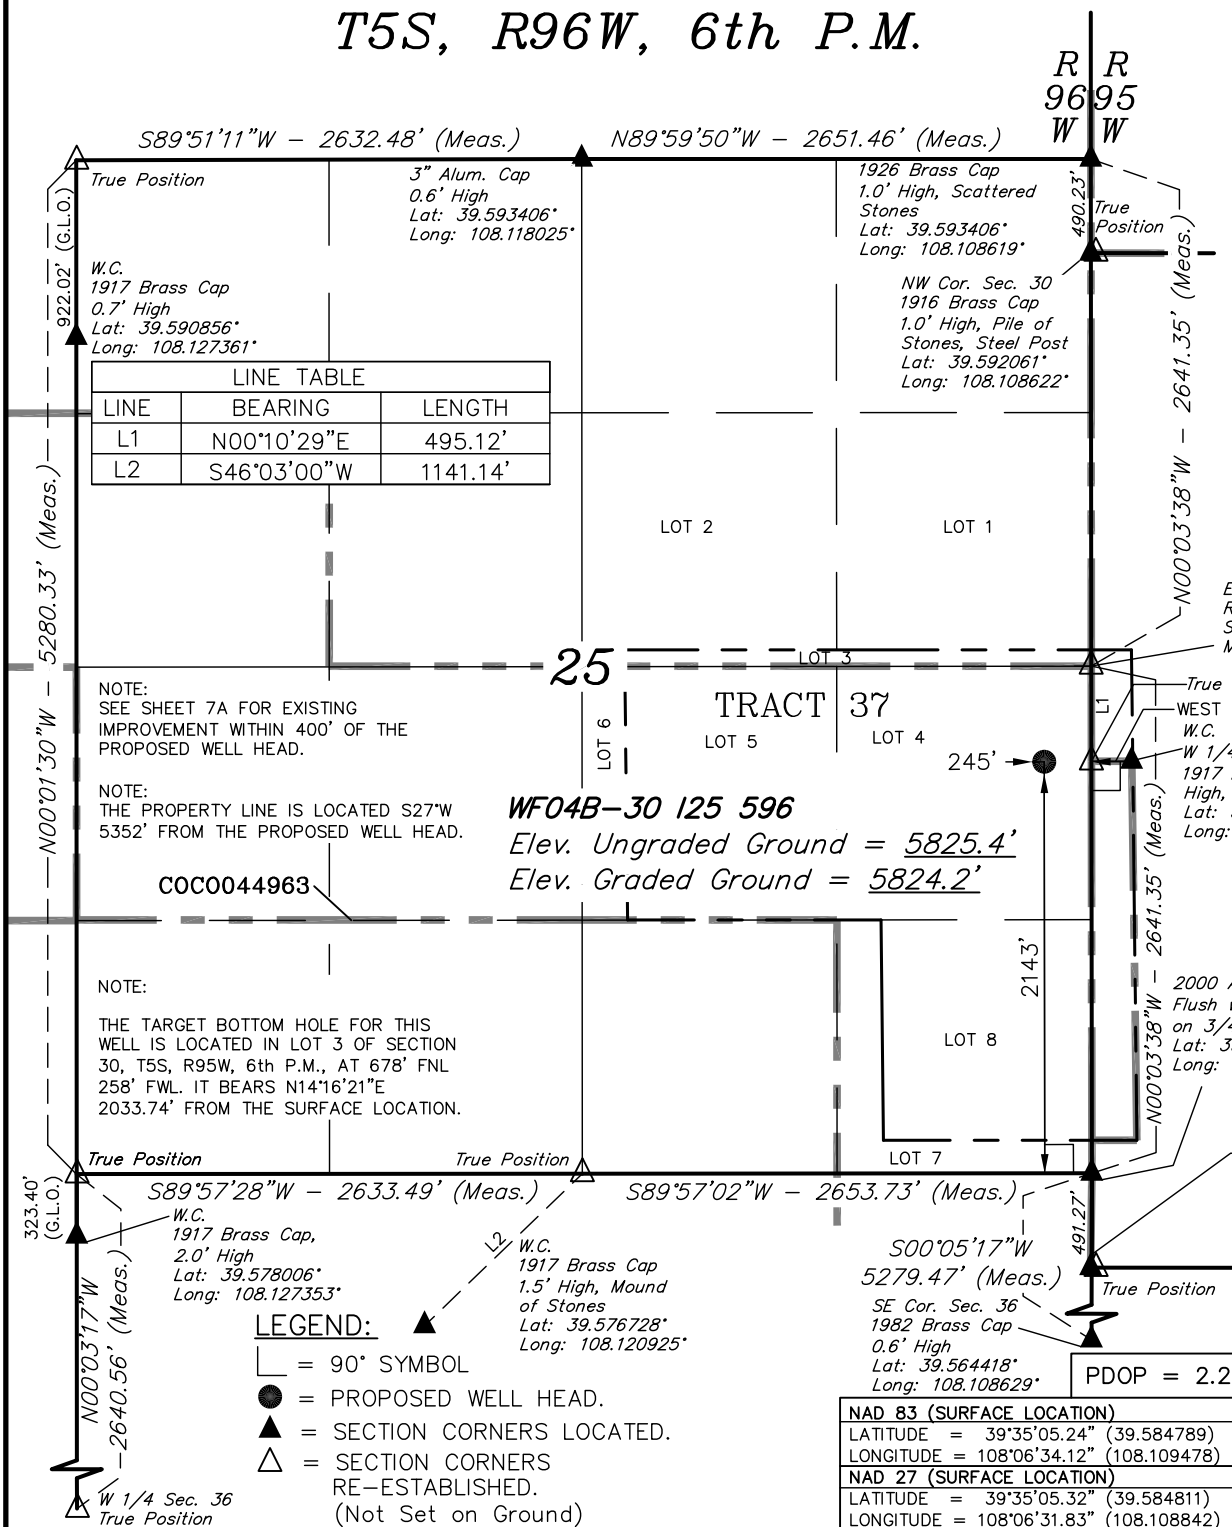 T5S, R96W, 6th P.M.
R R
96 95
W W
S89°51'11"W - 2632.48' (Meas.)
N89°59'50"W - 2651.46' (Meas.)
True Position
3" Alum. Cap
0.6' High
Lat: 39.593406°
Long: 108.118025°
1926 Brass Cap
1.0' High, Scattered
Stones
Lat: 39.593406°
Long: 108.108619°
490.23'
True
Position
922.02' (G.L.O.)
W.C.
1917 Brass Cap
0.7' High
Lat: 39.590856°
Long: 108.127361°
NW Cor. Sec. 30
1916 Brass Cap
1.0' High, Pile of
Stones, Steel Post
Lat: 39.592061°
Long: 108.108622°
N00°03'38"W - 2641.35' (Meas.)
LINE TABLE
LINE BEARING LENGTH
L1 N00°10'29"E 495.12'
L2 S46°03'00"W 1141.14'
N00°01'30"W - 5280.33' (Meas.)
LOT 2
LOT 1
E
R
S
M
25
LOT 3
TRACT 37
LOT 6
LOT 5
LOT 4
L1
True
WEST
W.C.
W 1/4
1917
High,
Lat:
Long:
NOTE:
SEE SHEET 7A FOR EXISTING
IMPROVEMENT WITHIN 400' OF THE
PROPOSED WELL HEAD.
245'
NOTE:
THE PROPERTY LINE IS LOCATED S27°W
5352' FROM THE PROPOSED WELL HEAD.
WF04B-30 I25 596
Elev. Ungraded Ground = 5825.4'
Elev. Graded Ground = 5824.2'
COCO044963
2143'
N00°03'38"W - 2641.35' (Meas.)
2000
Flush
on 3/4
Lat: 3
Long:
NOTE:
THE TARGET BOTTOM HOLE FOR THIS
WELL IS LOCATED IN LOT 3 OF SECTION
30, T5S, R95W, 6th P.M., AT 678' FNL
258' FWL. IT BEARS N14°16'21"E
2033.74' FROM THE SURFACE LOCATION.
LOT 8
LOT 7
True Position
True Position
S89°57'28"W - 2633.49' (Meas.)
S89°57'02"W - 2653.73' (Meas.)
323.40'
(G.L.O.)
W.C.
1917 Brass Cap,
2.0' High
Lat: 39.578006°
Long: 108.127353°
L2
W.C.
1917 Brass Cap
1.5' High, Mound
of Stones
Lat: 39.576728°
Long: 108.120925°
S00°05'17"W
5279.47' (Meas.)
491.27'
True Position
SE Cor. Sec. 36
1982 Brass Cap
0.6' High
Lat: 39.564418°
Long: 108.108629°
N00°03'17"W
2640.56' (Meas.)
W 1/4 Sec. 36
True Position
LEGEND:
= 90° SYMBOL
= PROPOSED WELL HEAD.
= SECTION CORNERS LOCATED.
= SECTION CORNERS
RE-ESTABLISHED.
(Not Set on Ground)
PDOP = 2.2
NAD 83 (SURFACE LOCATION)
LATITUDE = 39°35'05.24" (39.584789)
LONGITUDE = 108°06'34.12" (108.109478)
NAD 27 (SURFACE LOCATION)
LATITUDE = 39°35'05.32" (39.584811)
LONGITUDE = 108°06'31.83" (108.108842)